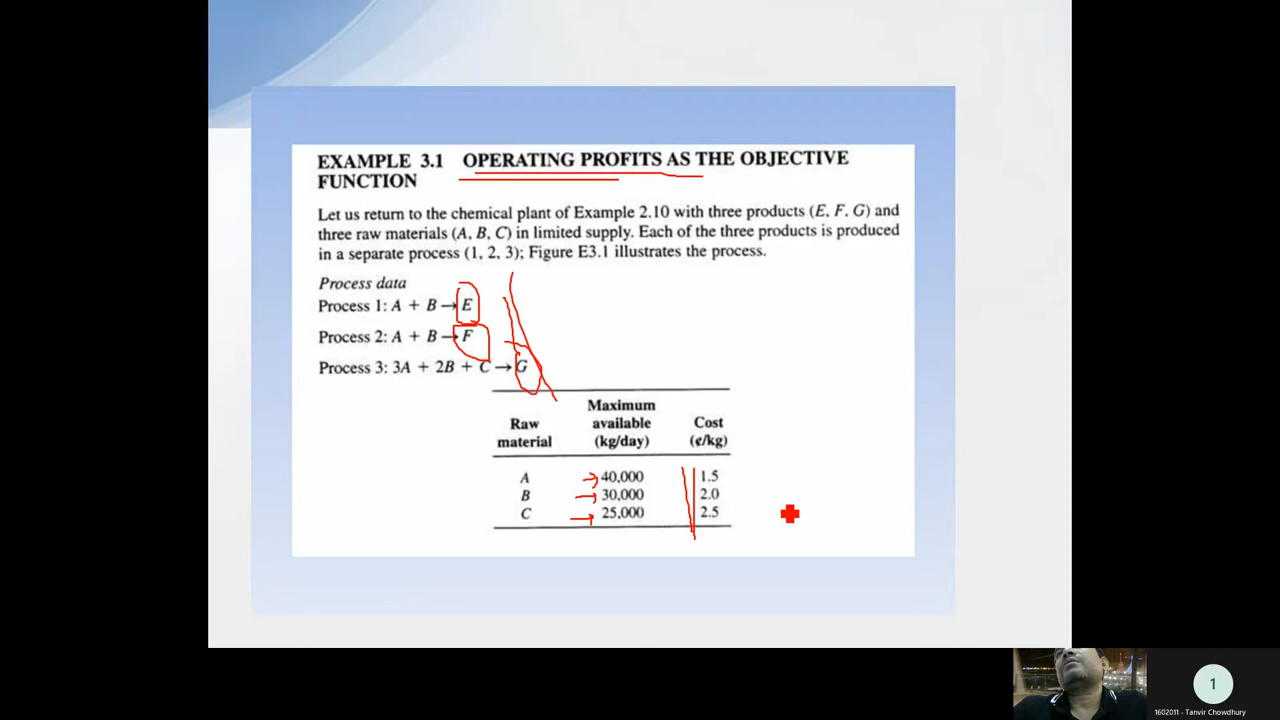 EXAMPLE 3.1 OPERATING PROFITS AS THE OBJECTIVE
FUNCTION
Let us return to the chemical plant of Example 2.10 with three products (E, F, G) and
three raw materials (A, B, C) in limited supply. Each of the three products is produced
in a separate process (1, 2, 3); Figure E3.1 illustrates the process.
Process data
Process 1: A + B → E
Process 2: A + B → F
Process 3: 3A + 2B + C → G
Raw material Maximum available (kg/day) Cost (¢/kg)
A 40,000 1.5
B 30,000 2.0
C 25,000 2.5
1
1602011 - Tanvir Chowdhury